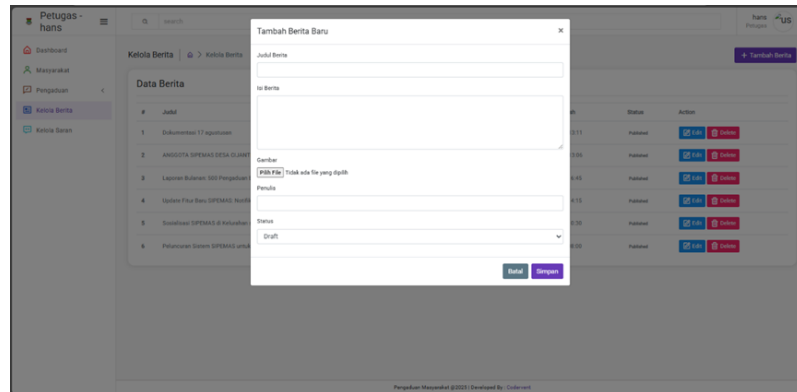 Petugas - hans
search
hans
Petugas
Dashboard
Masyarakat
Pengaduan
Kelola Berita
Kelola Saran
Kelola Berita
Kelola Berita
+ Tambah Berita
Data Berita
# Judul Status Action
1 Dokumentasi 17 agustusan Published Edit Delete
2 ANGGOTA SIPEMAS DESA CIJANT Published Edit Delete
3 Laporan Bulanan: 500 Pengaduan Published Edit Delete
4 Update Fitur Baru SIPEMAS: Notifik Published Edit Delete
5 Sosialisasi SIPEMAS di Kelurahan Published Edit Delete
6 Peluncuran Sistem SIPEMAS untuk Published Edit Delete
Tambah Berita Baru ×
Judul Berita
Isi Berita
Gambar
Pilih File Tidak ada file yang dipilih
Penulis
Status
Draft
Batal Simpan
Pengaduan Masyarakat @2025 | Developed By : Codervent